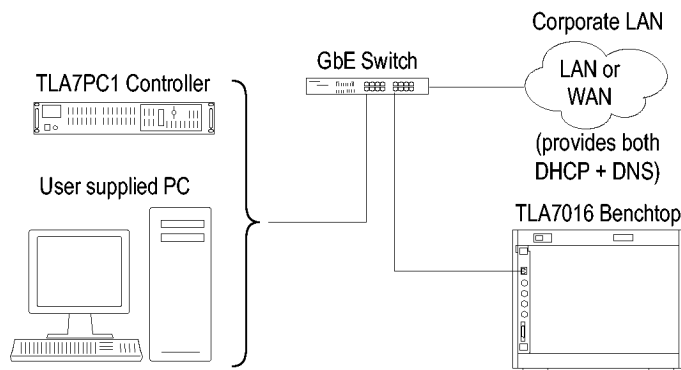 Corporate LAN
GbE Switch
TLA7PC1 Controller
LAN or
WAN
(provides both
DHCP + DNS)
User supplied PC
TLA7016 Benchtop